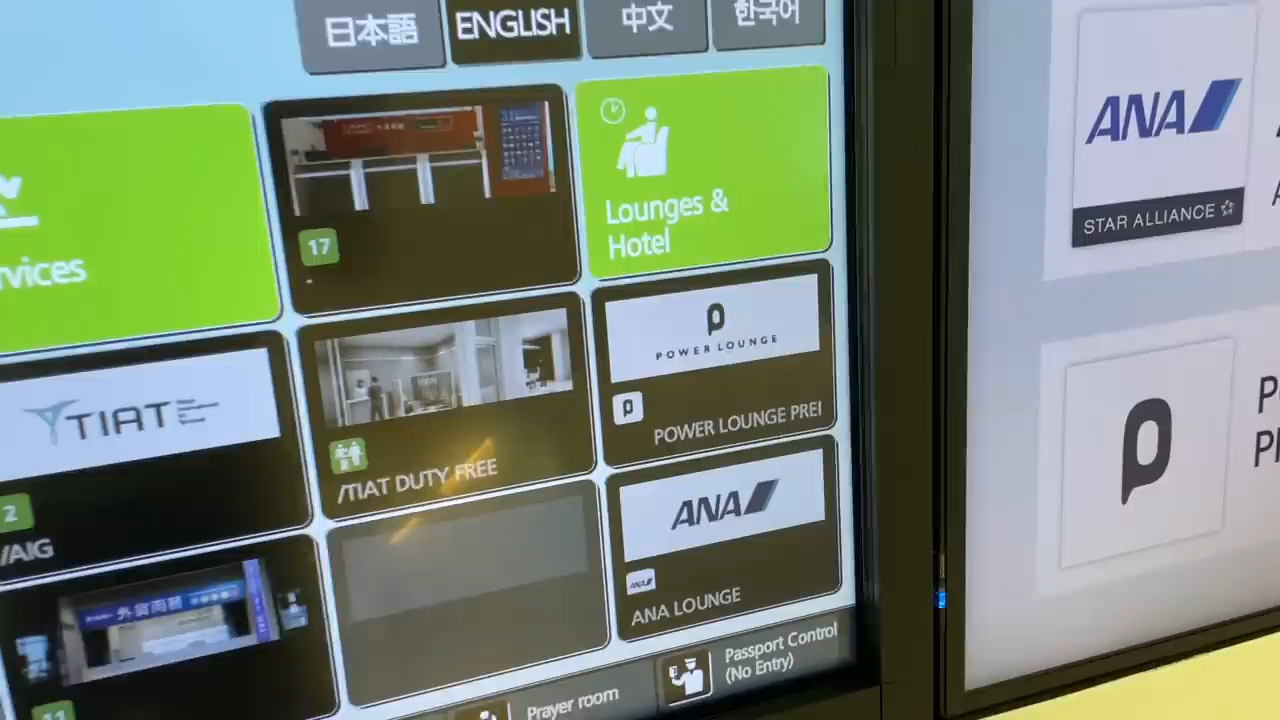 日本語
ENGLISH
中文
한국어
rvices
17
Lounges &
Hotel
TIAT
2
/AIG
/TIAT DUTY FREE
POWER LOUNGE
POWER LOUNGE PREI
外貨両替
11
ANA
ANA
ANA LOUNGE
Prayer room
Passport Control
(No Entry)
ANA
STAR ALLIANCE
P